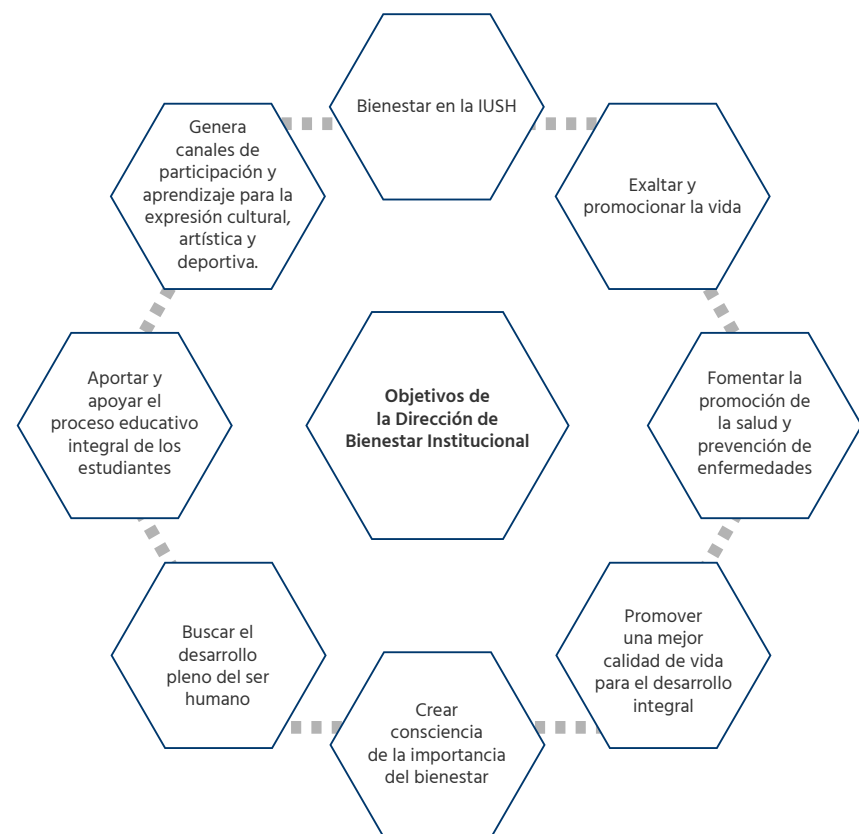 Bienestar en la IUSH
Exaltar y
promocionar la vida
Fomentar la
promoción de
la salud y
prevención de
enfermedades
Promover
una mejor
calidad de vida
para el desarrollo
integral
Crear
consciencia
de la importancia
del bienestar
Buscar el
desarrollo
pleno del ser
humano
Aportar y
apoyar el
proceso educativo
integral de los
estudiantes
Genera
canales de
participación y
aprendizaje para la
expresión cultural,
artística y
deportiva.
Objetivos de
la Dirección de
Bienestar Institucional